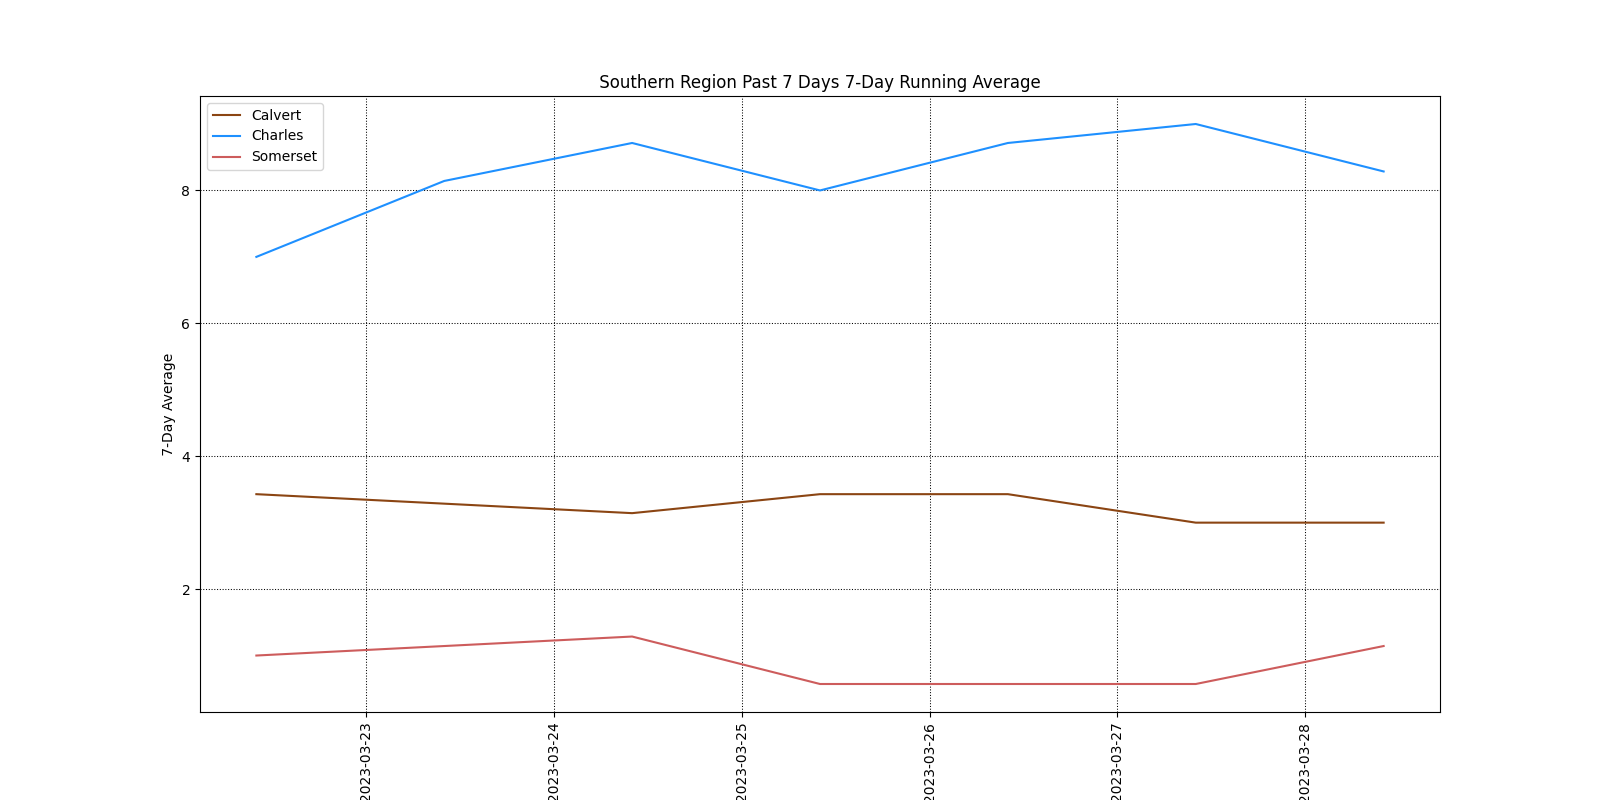 Southern Region Past 7 Days 7-Day Running Average
Calvert
Charles
Somerset
8
6
4
2
7-Day Average
2023-03-23
2023-03-24
2023-03-25
2023-03-26
2023-03-27
2023-03-28